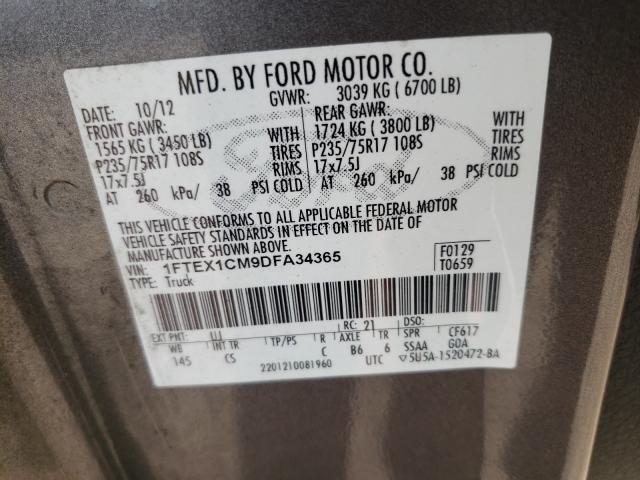 MFD. BY FORD MOTOR CO.
DATE: 10/12 GVWR: 3039 KG ( 6700 LB)
FRONT GAWR: REAR GAWR: WITH
1565 KG ( 3450 LB) WITH 1724 KG ( 3800 LB) TIRES
P235/75R17 108S TIRES P235/75R17 108S RIMS
17x7.5J RIMS 17x7.5J
AT 260 kPa/ 38 PSI COLD AT 260 kPa/ 38 PSI COLD
Ford
THIS VEHICLE CONFORMS TO ALL APPLICABLE FEDERAL MOTOR
VEHICLE SAFETY STANDARDS IN EFFECT ON THE DATE OF
MANUFACTURE SHOWN ABOVE.
VIN: 1FTEX1CM9DFA34365 F0129
TYPE: Truck T0659
EXT PNT: UJ RC: 21 DSO:
WB INT TR TP/PS R AXLE TR SPR CF617
145 CS C B6 6 SSAA GOA
2201210081960 UTC ▽5U5A-1520472-BA